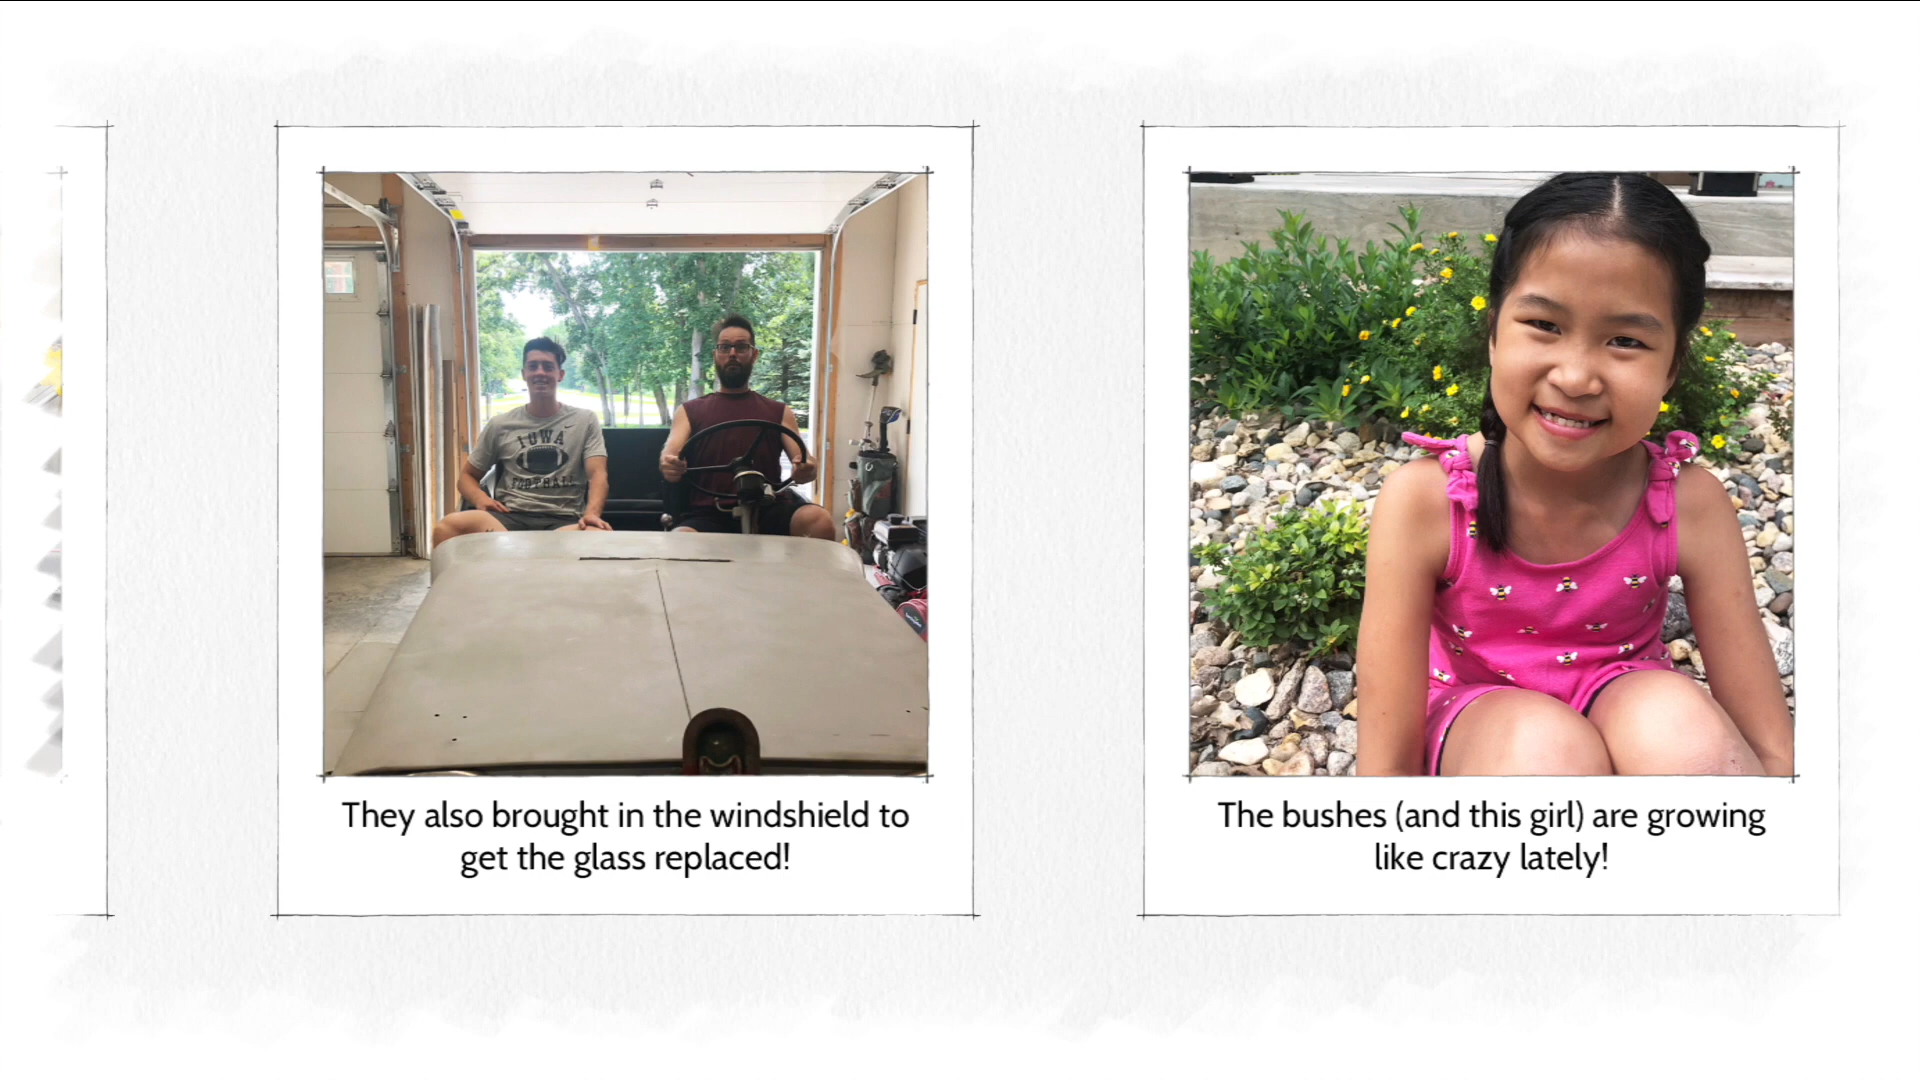 IOWA
FOOTBALL
They also brought in the windshield to
get the glass replaced!
The bushes (and this girl) are growing
like crazy lately!